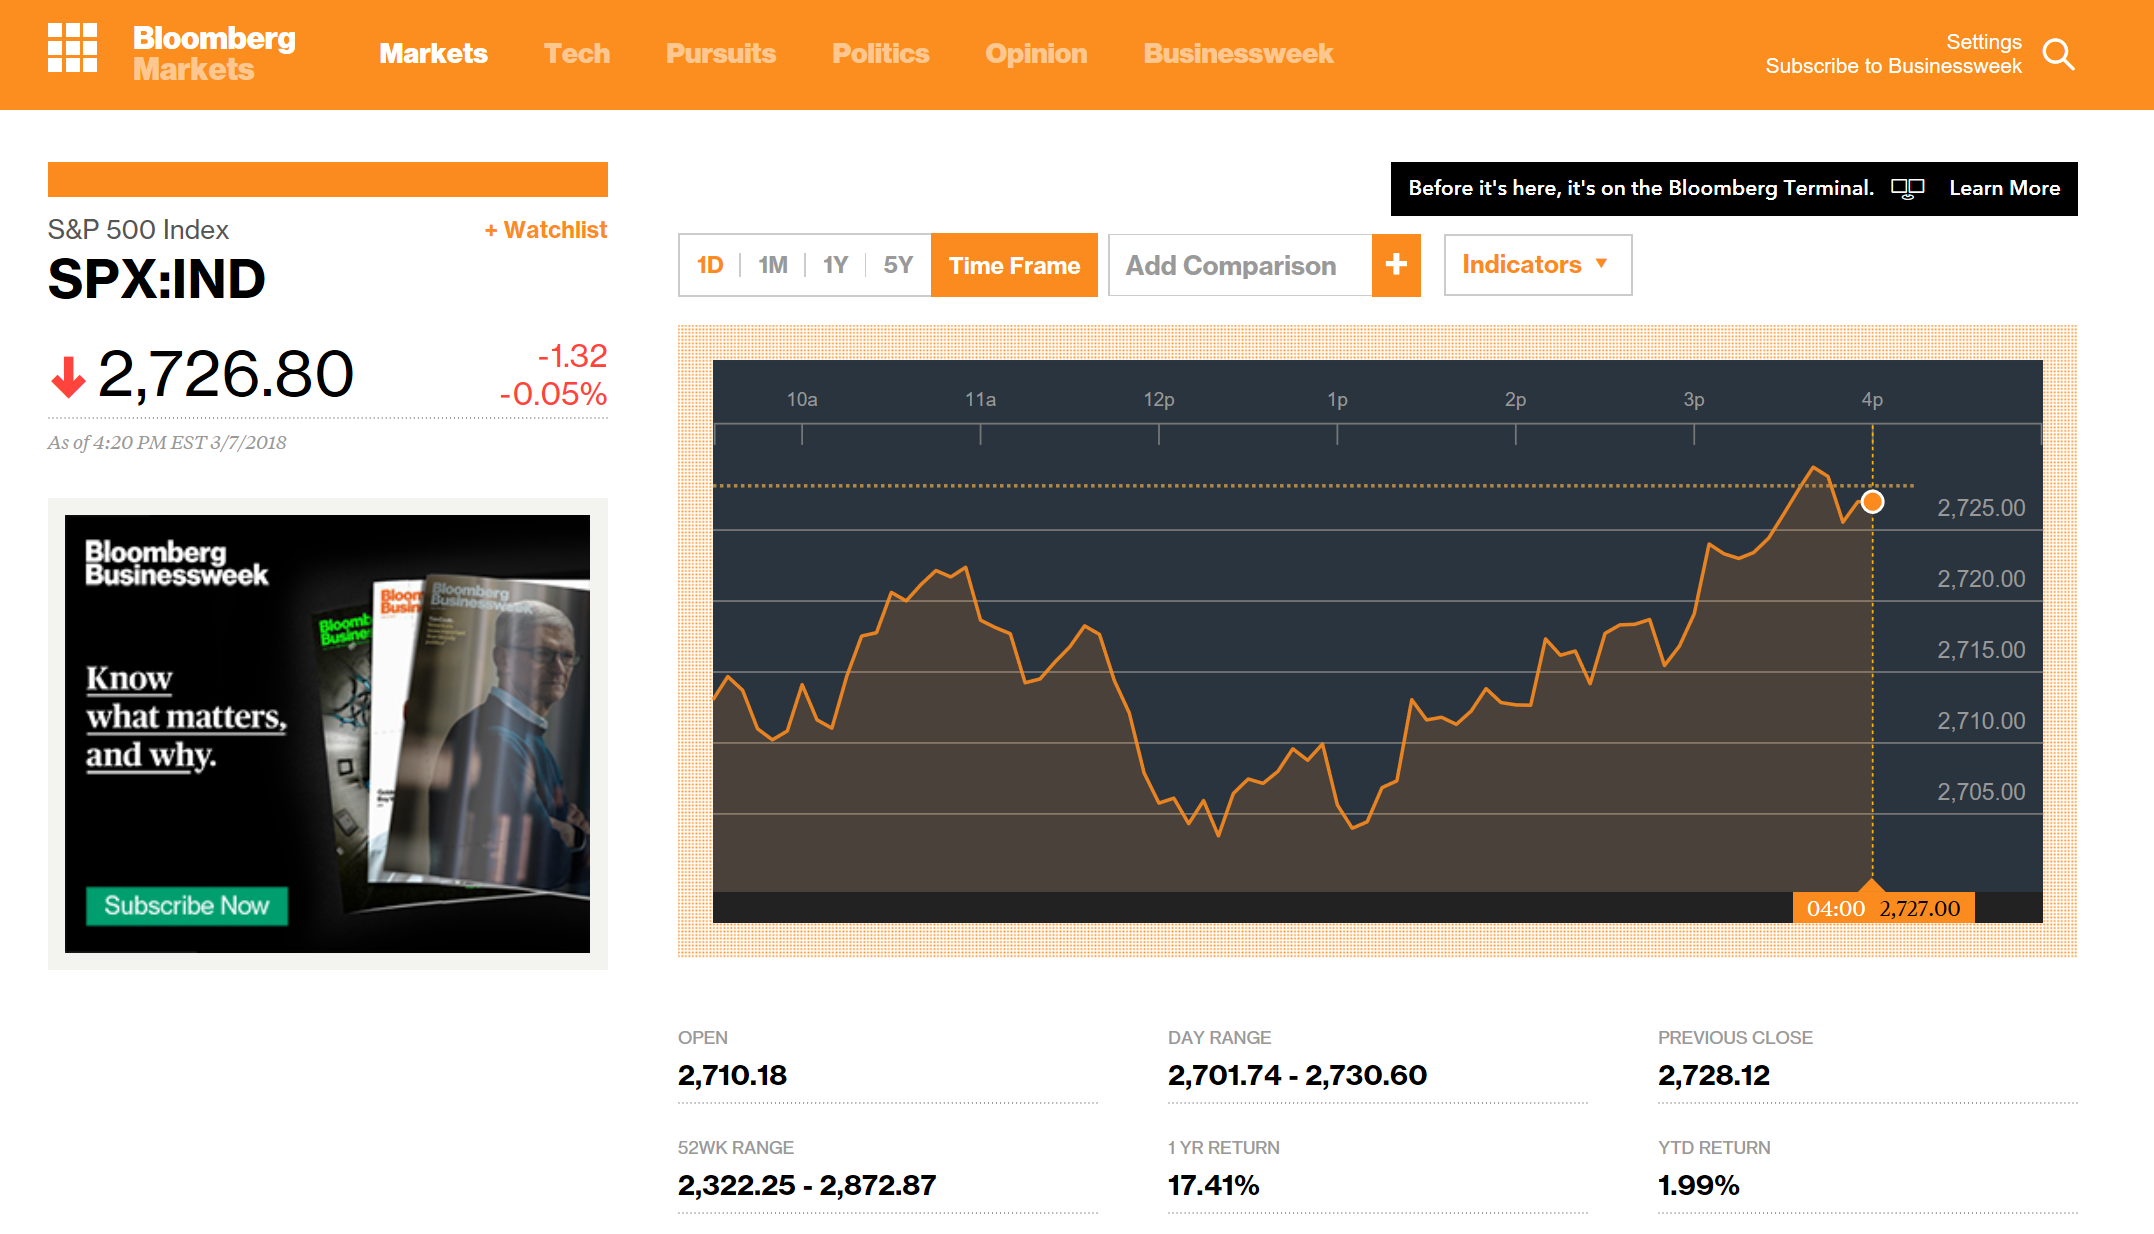 Bloomberg
Markets
Markets
Tech
Pursuits
Politics
Opinion
Businessweek
Settings
Subscribe to Businessweek
Before it's here, it's on the Bloomberg Terminal.
Learn More
S&P 500 Index
+ Watchlist
SPX:IND
2,726.80
-1.32
-0.05%
As of 4:20 PM EST 3/7/2018
1D
1M
1Y
5Y
Time Frame
Add Comparison
+
Indicators
10a
11a
12p
1p
2p
3p
4p
2,725.00
2,720.00
2,715.00
2,710.00
2,705.00
04:00 2,727.00
Bloomberg
Businessweek
Know
what matters,
and why.
Subscribe Now
Bloomberg
Businessweek
OPEN
2,710.18
DAY RANGE
2,701.74 - 2,730.60
PREVIOUS CLOSE
2,728.12
52WK RANGE
2,322.25 - 2,872.87
1 YR RETURN
17.41%
YTD RETURN
1.99%